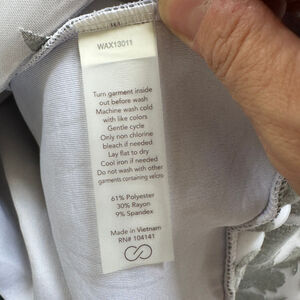 WAX13011
Turn garment inside
out before wash
Machine wash cold
with like colors
Gentle cycle
Only non chlorine
bleach if needed
Lay flat to dry
Cool iron if needed
Do not wash with other
garments containing velcro
61% Polyester
30% Rayon
9% Spandex
Made in Vietnam
RN# 104141